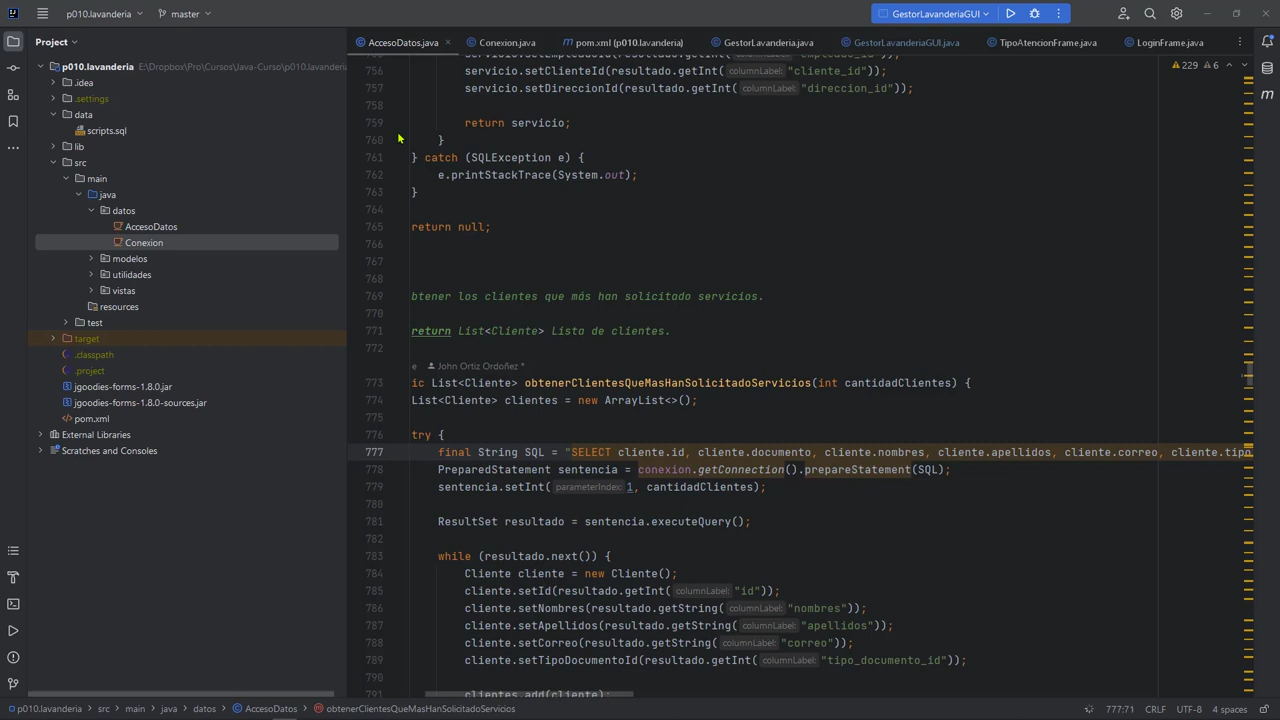 p010.lavanderia
master
GestorLavanderiaGUI
Project
AccesoDatos.java
Conexion.java
pom.xml (p010.lavanderia)
GestorLavanderia.java
GestorLavanderiaGUI.java
TipoAtencionFrame.java
LoginFrame.java
p010.lavanderia E:\Dropbox\Pro\Cursos\Java-Curso\p010.lavanderi
.idea
.settings
data
scripts.sql
lib
src
main
java
datos
AccesoDatos
Conexion
modelos
utilidades
vistas
resources
test
target
.classpath
.project
jgoodies-forms-1.8.0.jar
jgoodies-forms-1.8.0-sources.jar
pom.xml
External Libraries
Scratches and Consoles
229 6
756 servicio.setClienteId(resultado.getInt( columnLabel: "cliente_id"));
757 servicio.setDireccionId(resultado.getInt( columnLabel: "direccion_id"));
758
759 return servicio;
760 }
761 } catch (SQLException e) {
762 e.printStackTrace(System.out);
763 }
764
765 return null;
766
767
768
769 btener los clientes que más han solicitado servicios.
770
771 return List<Cliente> Lista de clientes.
772
e John Ortiz Ordoñez *
773 ic List<Cliente> obtenerClientesQueMasHanSolicitadoServicios(int cantidadClientes) {
774 List<Cliente> clientes = new ArrayList<>();
775
776 try {
777 final String SQL = "SELECT cliente.id, cliente.documento, cliente.nombres, cliente.apellidos, cliente.correo, cliente.tipo
778 PreparedStatement sentencia = conexion.getConnection().prepareStatement(SQL);
779 sentencia.setInt( parameterIndex: 1, cantidadClientes);
780
781 ResultSet resultado = sentencia.executeQuery();
782
783 while (resultado.next()) {
784 Cliente cliente = new Cliente();
785 cliente.setId(resultado.getInt( columnLabel: "id"));
786 cliente.setNombres(resultado.getString( columnLabel: "nombres"));
787 cliente.setApellidos(resultado.getString( columnLabel: "apellidos"));
788 cliente.setCorreo(resultado.getString( columnLabel: "correo"));
789 cliente.setTIpoDocumentoId(resultado.getInt( columnLabel: "tipo_documento_id"));
790
791 clientes.add(cliente);
p010.lavanderia > src > main > java > datos > AccesoDatos > obtenerClientesQueMasHanSolicitadoServicios
777:71 CRLF UTF-8 4 spaces